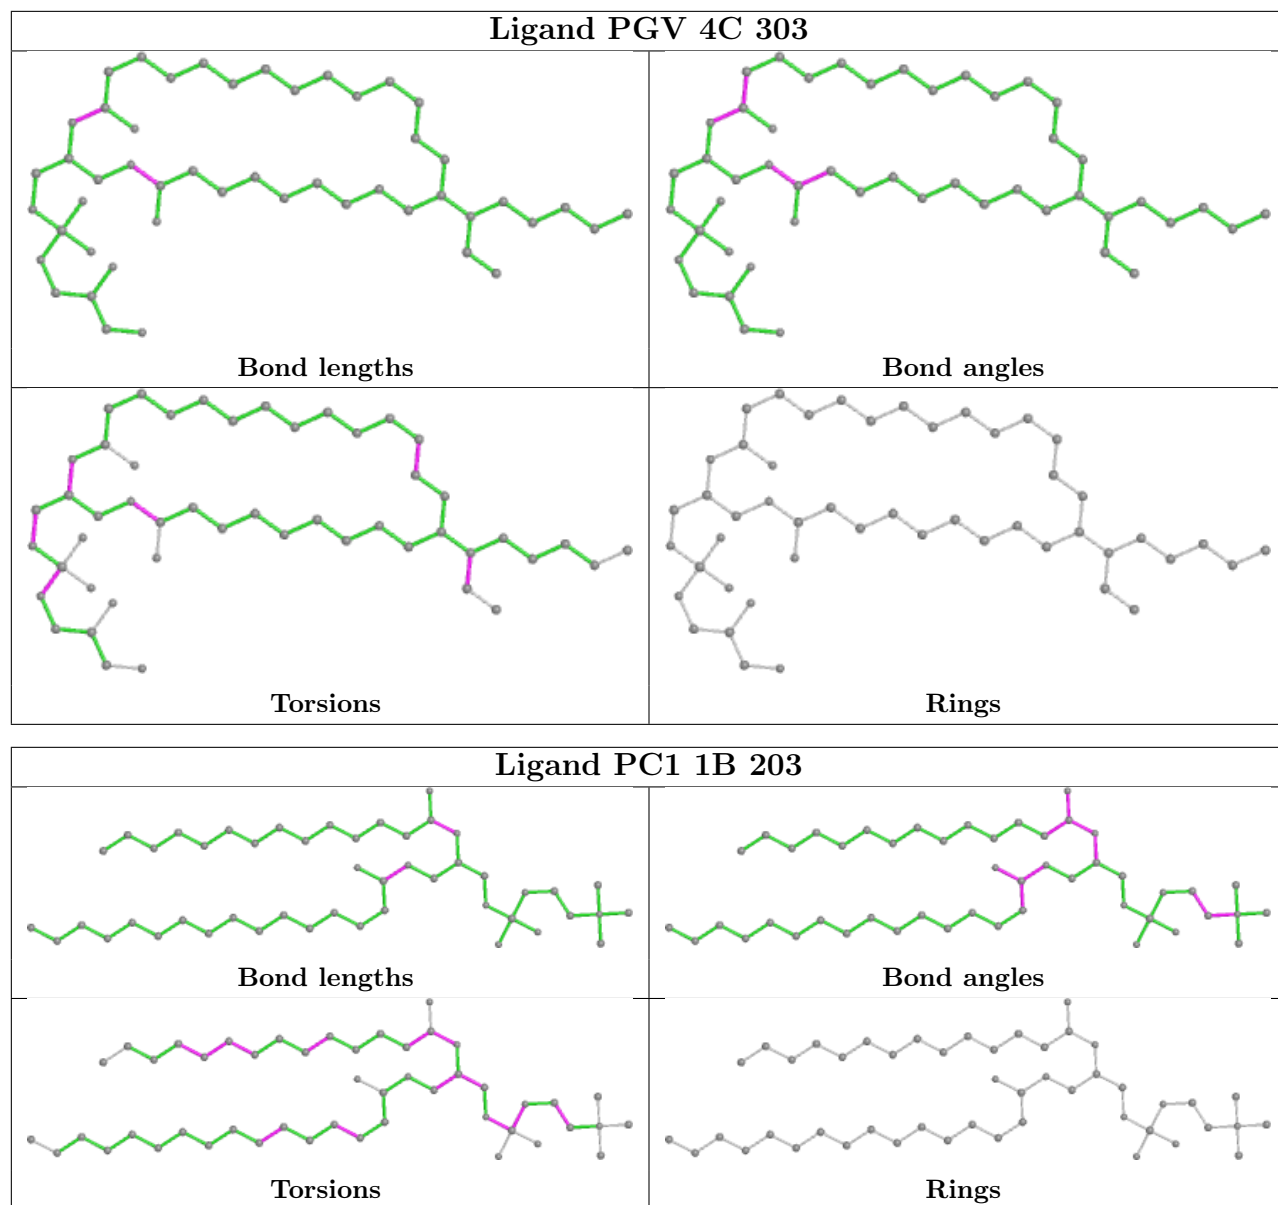 Ligand PGV 4C 303
Bond lengths
Bond angles
Torsions
Rings
Ligand PC1 1B 203
Bond lengths
Bond angles
Torsions
Rings